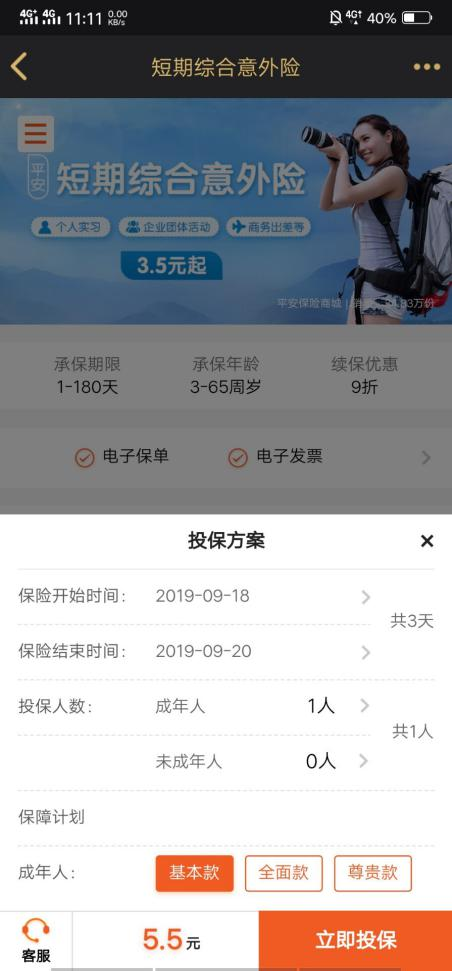 4G+ 4G 11:11 0.00 KB/s 4G↑ 40%
短期综合意外险
平安 短期综合意外险
个人实习 企业团体活动 商务出差等
3.5元起
平安保险商城
承保期限 承保年龄 续保优惠
1-180天 3-65周岁 9折
电子保单 电子发票
投保方案 ×
保险开始时间: 2019-09-18
共3天
保险结束时间: 2019-09-20
投保人数: 成年人 1人
共1人
未成年人 0人
保障计划
成年人: 基本款 全面款 尊贵款
客服 5.5元 立即投保